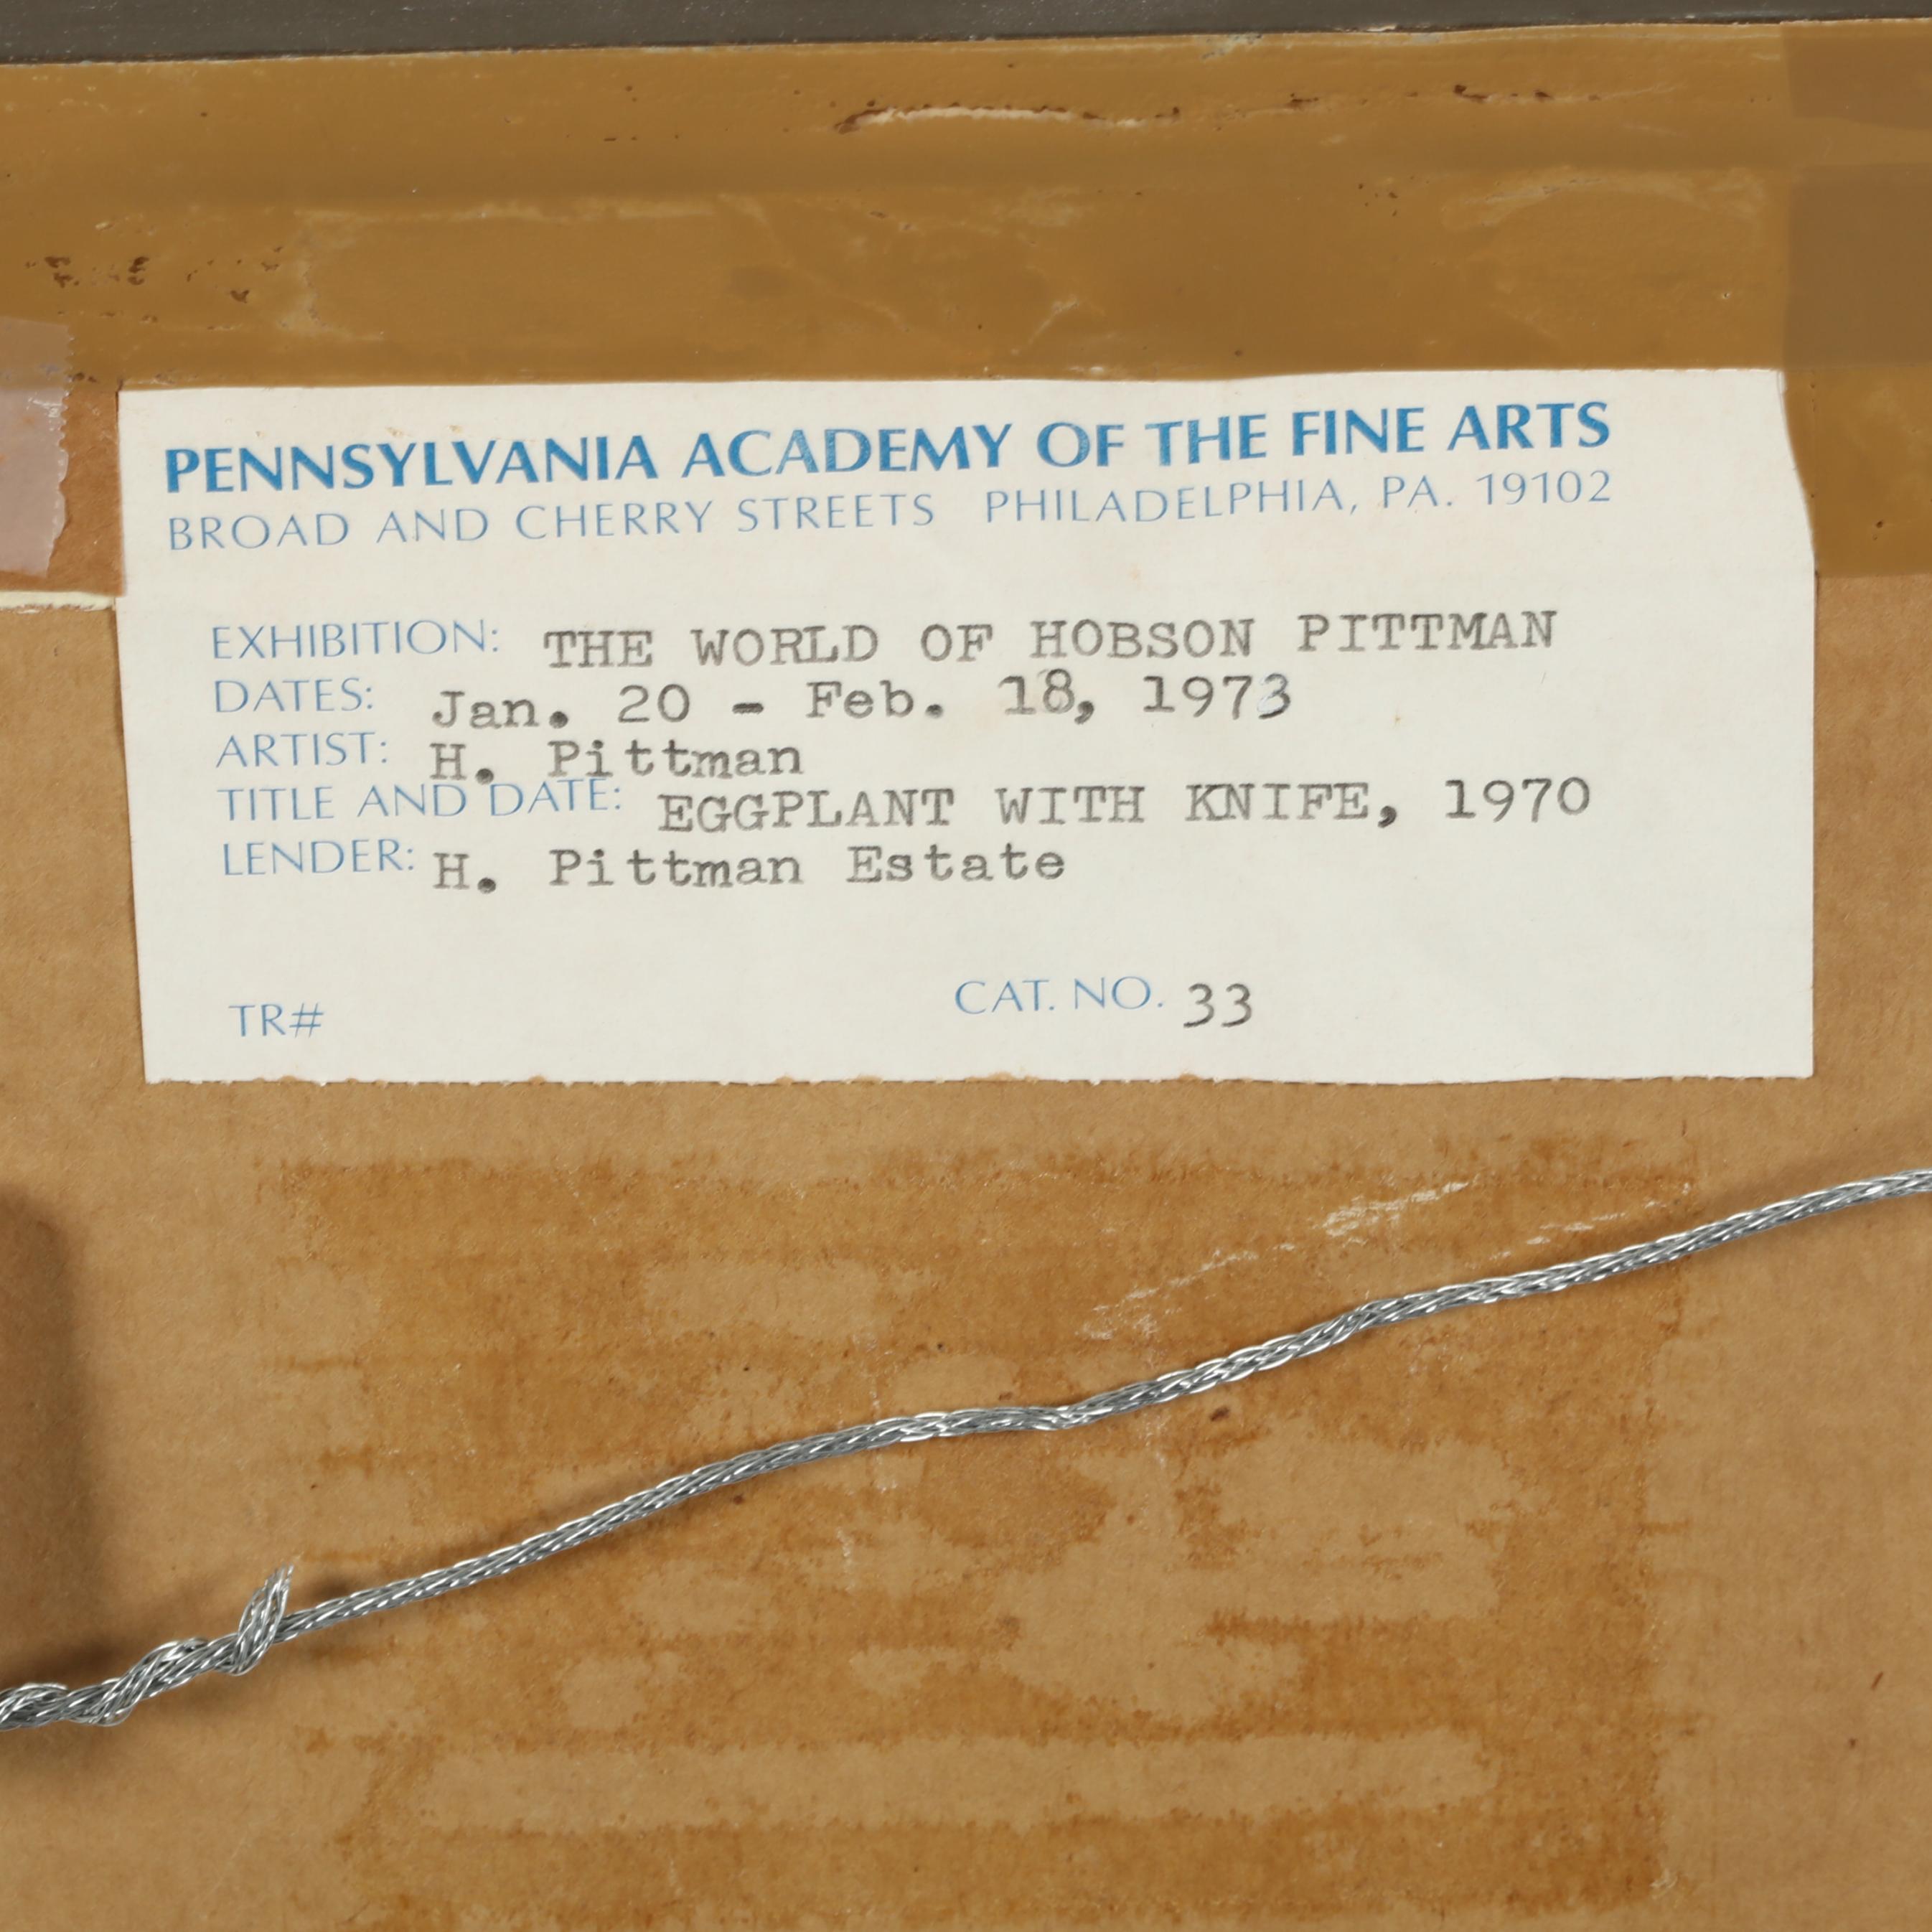 PENNSYLVANIA ACADEMY OF THE FINE ARTS
BROAD AND CHERRY STREETS PHILADELPHIA, PA. 19102
EXHIBITION: THE WORLD OF HOBSON PITTMAN
DATES: Jan. 20 - Feb. 18, 1973
ARTIST: H. Pittman
TITLE AND DATE: EGGPLANT WITH KNIFE, 1970
LENDER: H. Pittman Estate
TR# CAT. NO. 33